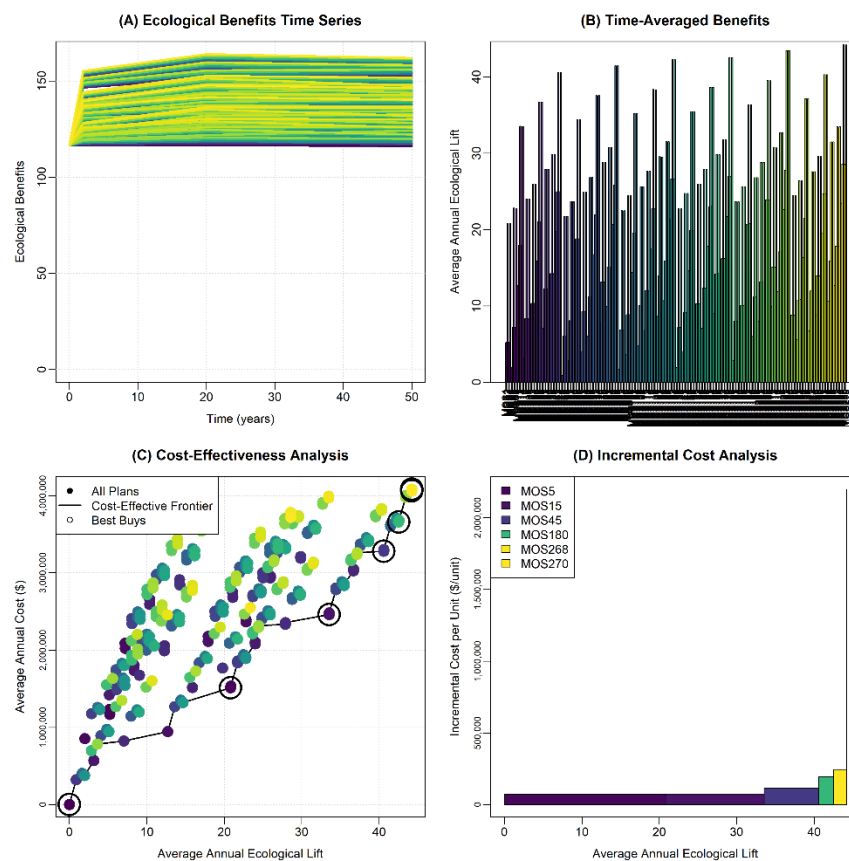 (A) Ecological Benefits Time Series
Ecological Benefits
150
100
50
0
0 10 20 30 40 50
Time (years)
(B) Time-Averaged Benefits
Average Annual Ecological Lift
40
30
20
10
0
(C) Cost-Effectiveness Analysis
All Plans
Cost-Effective Frontier
Best Buys
Average Annual Cost ($)
4,000,000
3,000,000
2,000,000
1,000,000
0
0 10 20 30 40
Average Annual Ecological Lift
(D) Incremental Cost Analysis
MOS5
MOS15
MOS45
MOS180
MOS268
MOS270
Incremental Cost per Unit ($/unit)
2,000,000
1,500,000
1,000,000
500,000
0
0 10 20 30 40
Average Annual Ecological Lift